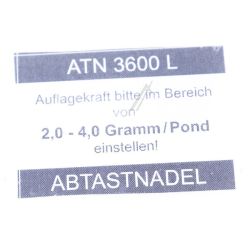 ATN 3600 L
Auflagekraft bitte im Bereich
von
2,0 - 4,0 Gramm/Pond
einstellen!
ABTASTNADEL